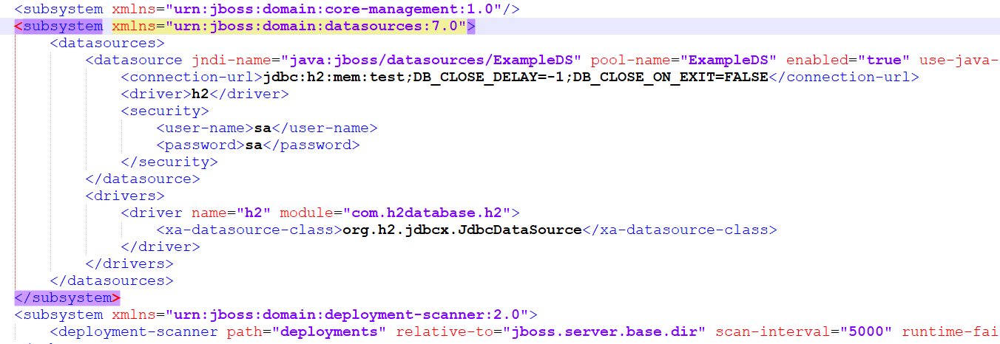 <subsystem xmlns="urn:jboss:domain:core-management:1.0"/>
<subsystem xmlns="urn:jboss:domain:datasources:7.0">
<datasources>
<datasource jndi-name="java:jboss/datasources/ExampleDS" pool-name="ExampleDS" enabled="true" use-java-
<connection-url>jdbc:h2:mem:test;DB_CLOSE_DELAY=-1;DB_CLOSE_ON_EXIT=FALSE</connection-url>
<driver>h2</driver>
<security>
<user-name>sa</user-name>
<password>sa</password>
</security>
</datasource>
<drivers>
<driver name="h2" module="com.h2database.h2">
<xa-datasource-class>org.h2.jdbcx.JdbcDataSource</xa-datasource-class>
</driver>
</drivers>
</datasources>
</subsystem>
<subsystem xmlns="urn:jboss:domain:deployment-scanner:2.0">
<deployment-scanner path="deployments" relative-to="jboss.server.base.dir" scan-interval="5000" runtime-fai